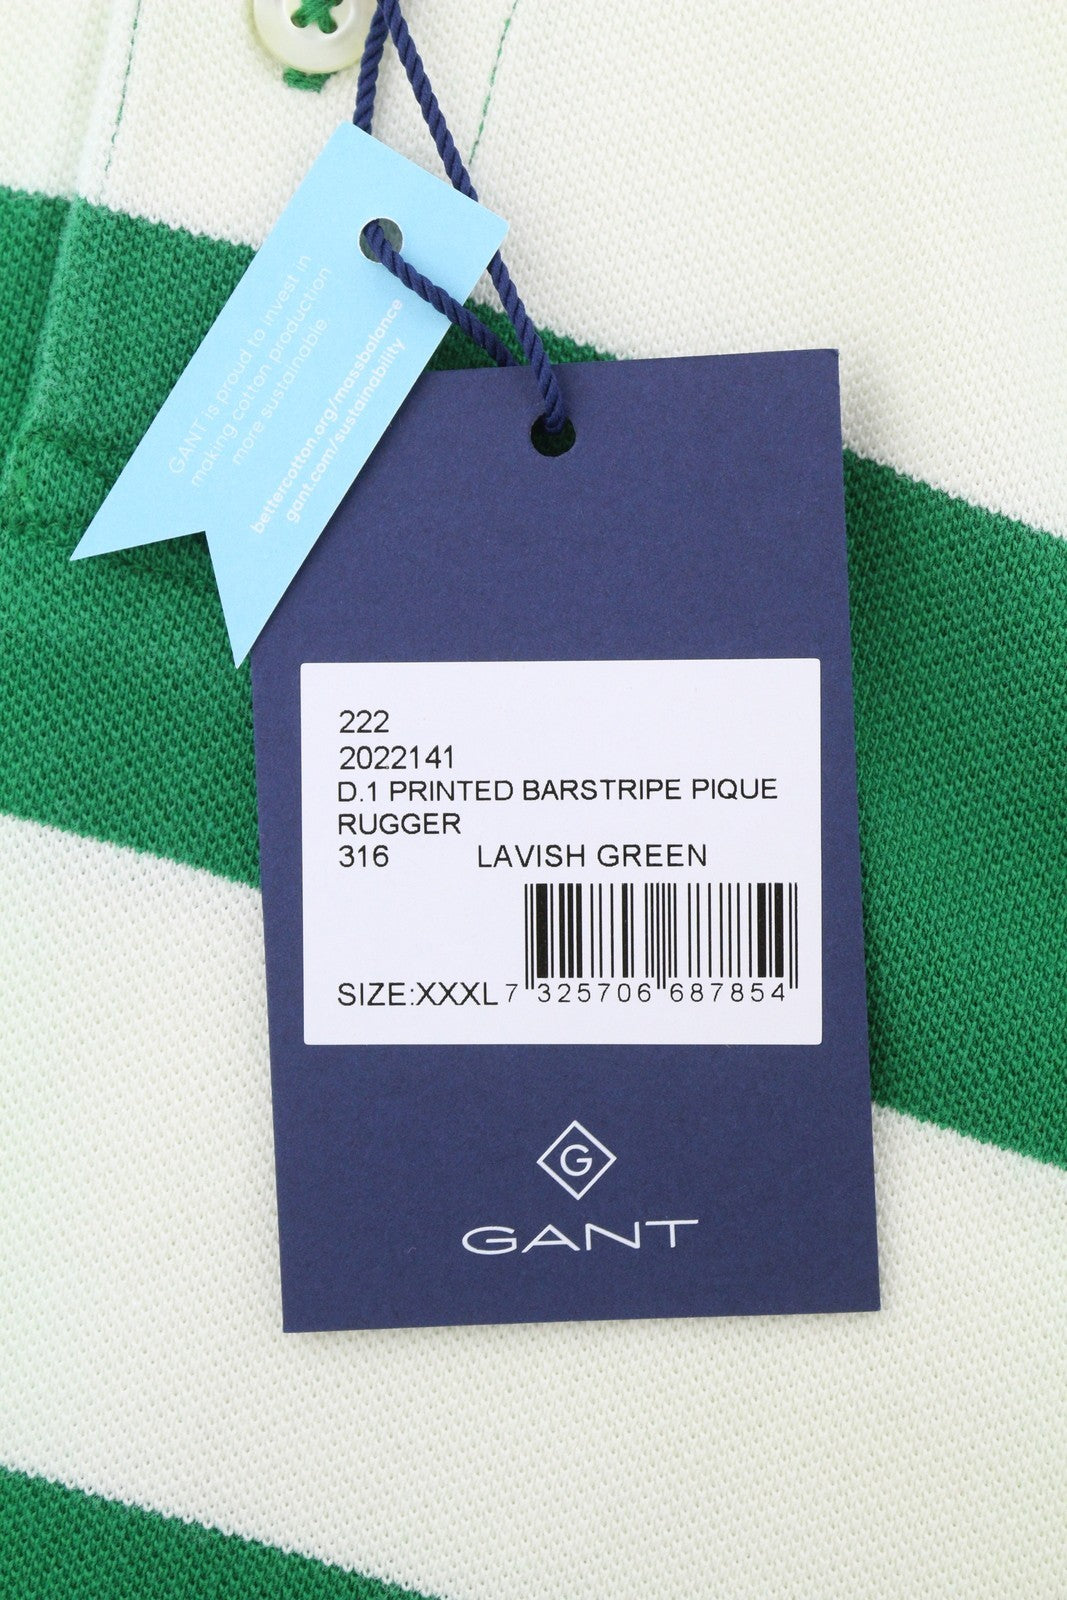 GANT is proud to invest in
making cotton production
more sustainable
bettercotton.org/massbalance
gant.com/sustainability
222
2022141
D.1 PRINTED BARSTRIPE PIQUE
RUGGER
316 LAVISH GREEN
SIZE:XXXL 7 325706 687854
G
GANT